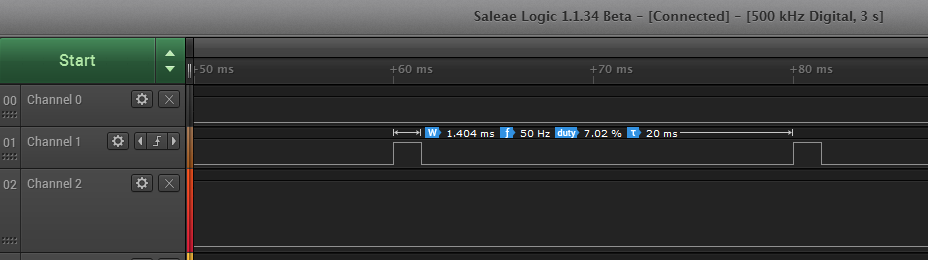 Saleae Logic 1.1.34 Beta - [Connected] - [500 kHz Digital, 3 s]
Start
+50 ms +60 ms +70 ms +80 ms
00 Channel 0
01 Channel 1 W 1.404 ms f 50 Hz duty 7.02 % τ 20 ms
02 Channel 2